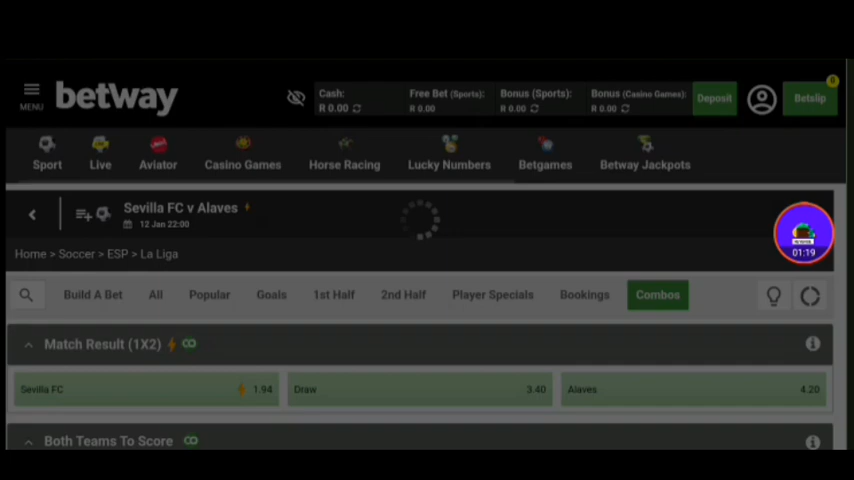 MENU
betway
Cash:
R 0.00
Free Bet (Sports):
R 0.00
Bonus (Sports):
R 0.00
Bonus (Casino Games):
R 0.00
Deposit
0
Betslip
Sport
Live
Aviator
Casino Games
Horse Racing
Lucky Numbers
Betgames
Betway Jackpots
Sevilla FC v Alaves
12 Jan 22:00
01:19
Home > Soccer > ESP > La Liga
Build A Bet
All
Popular
Goals
1st Half
2nd Half
Player Specials
Bookings
Combos
Match Result (1X2)
Sevilla FC 1.94
Draw 3.40
Alaves 4.20
Both Teams To Score